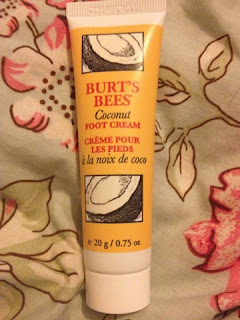 BURT'S
BEES®
Coconut
FOOT CREAM
CRÈME POUR
LES PIEDS
à la noix de coco
e 20 g / 0.75 oz